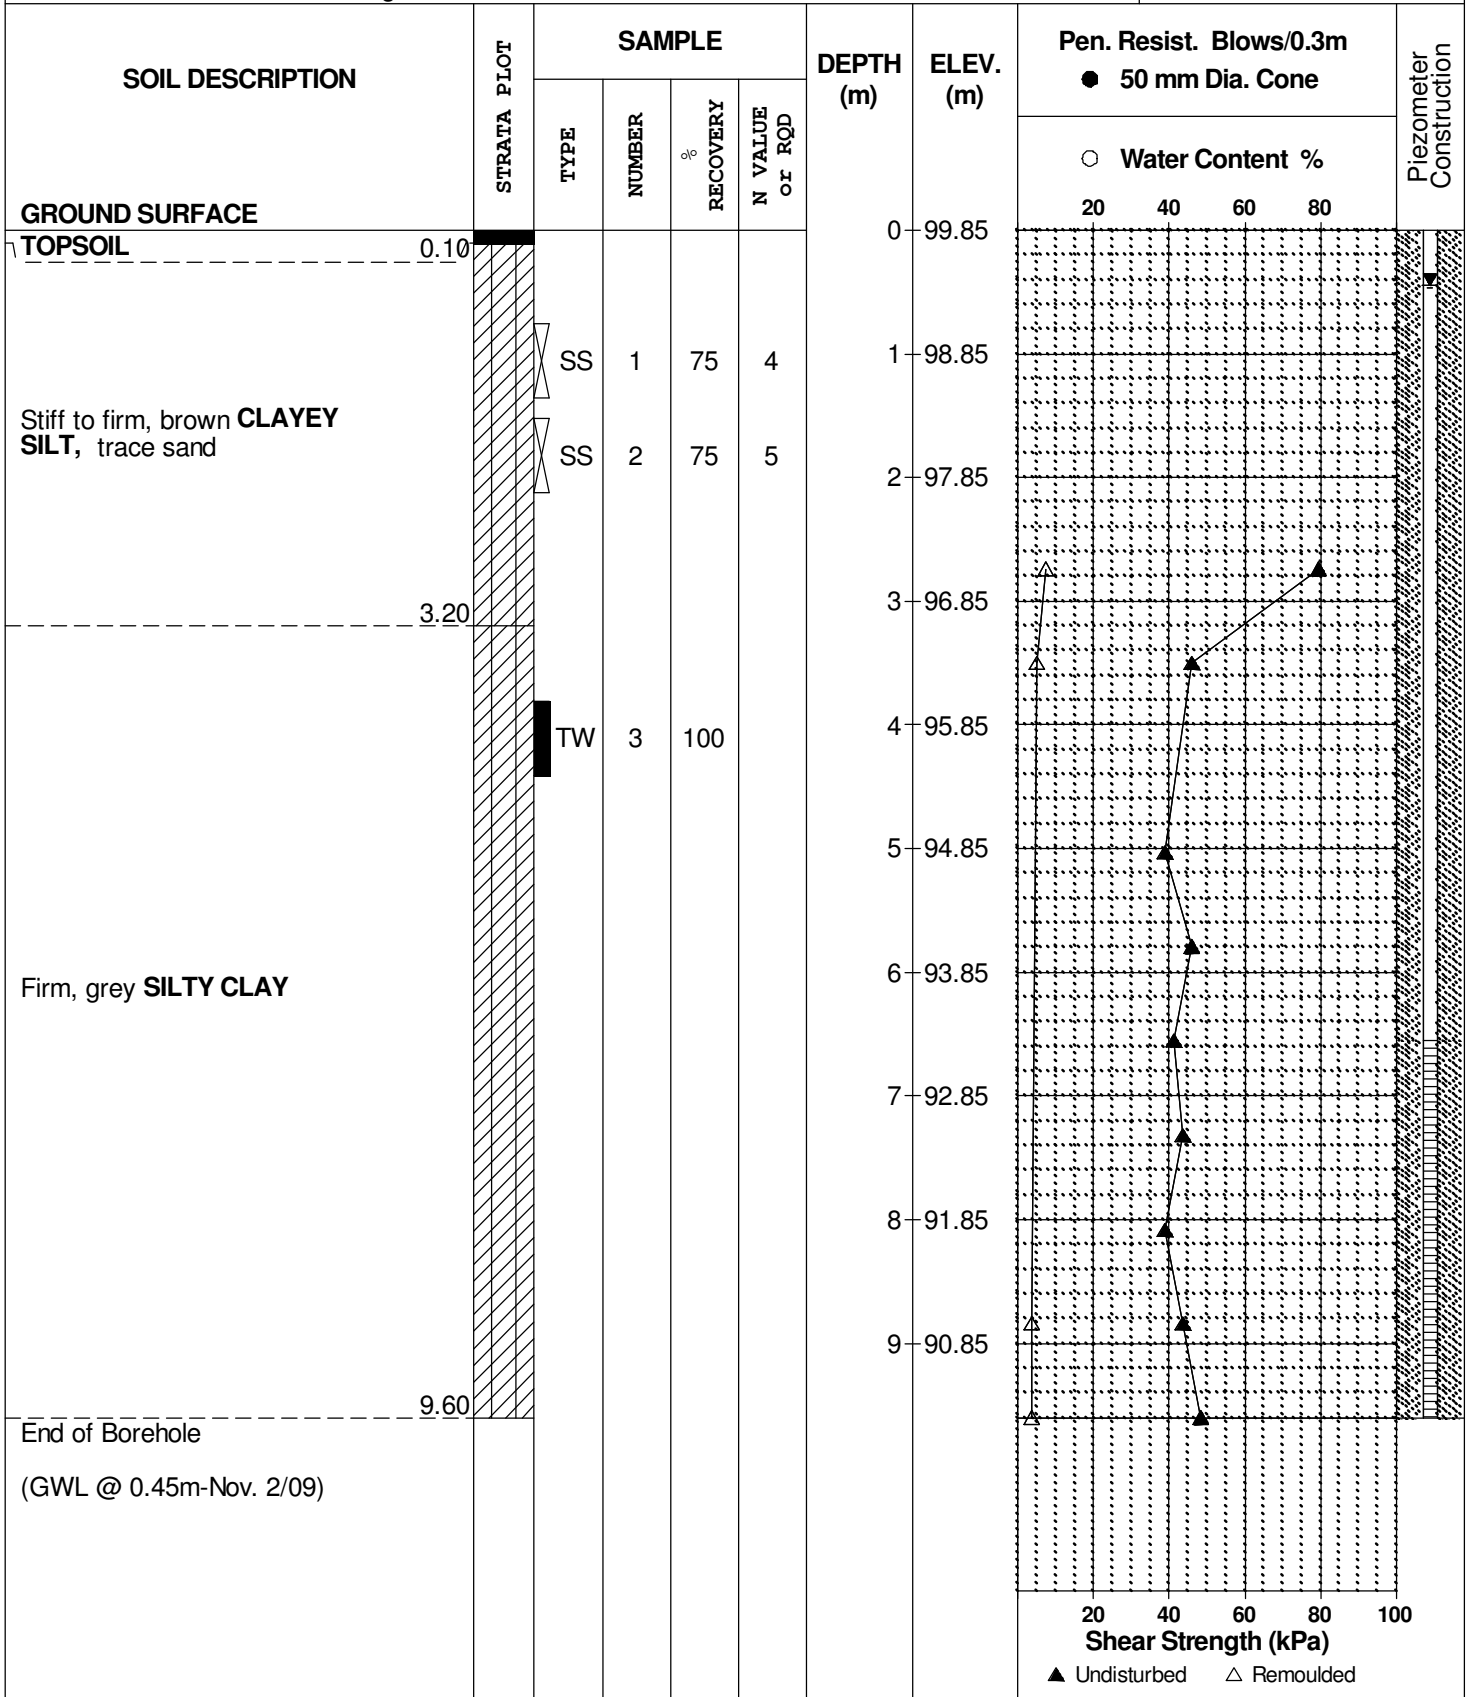 SOIL DESCRIPTION
STRATA PLOT
SAMPLE
TYPE
NUMBER
%
RECOVERY
N VALUE
or RQD
DEPTH
(m)
ELEV.
(m)
Pen. Resist. Blows/0.3m
● 50 mm Dia. Cone
○ Water Content %
Piezometer
Construction
20 40 60 80
GROUND SURFACE
TOPSOIL 0.10
0 99.85
SS 1 75 4
1 98.85
Stiff to firm, brown CLAYEY
SILT, trace sand
SS 2 75 5
2 97.85
3.20
3 96.85
TW 3 100
4 95.85
5 94.85
Firm, grey SILTY CLAY
6 93.85
7 92.85
8 91.85
9 90.85
9.60
End of Borehole
(GWL @ 0.45m-Nov. 2/09)
20 40 60 80 100
Shear Strength (kPa)
▲ Undisturbed △ Remoulded